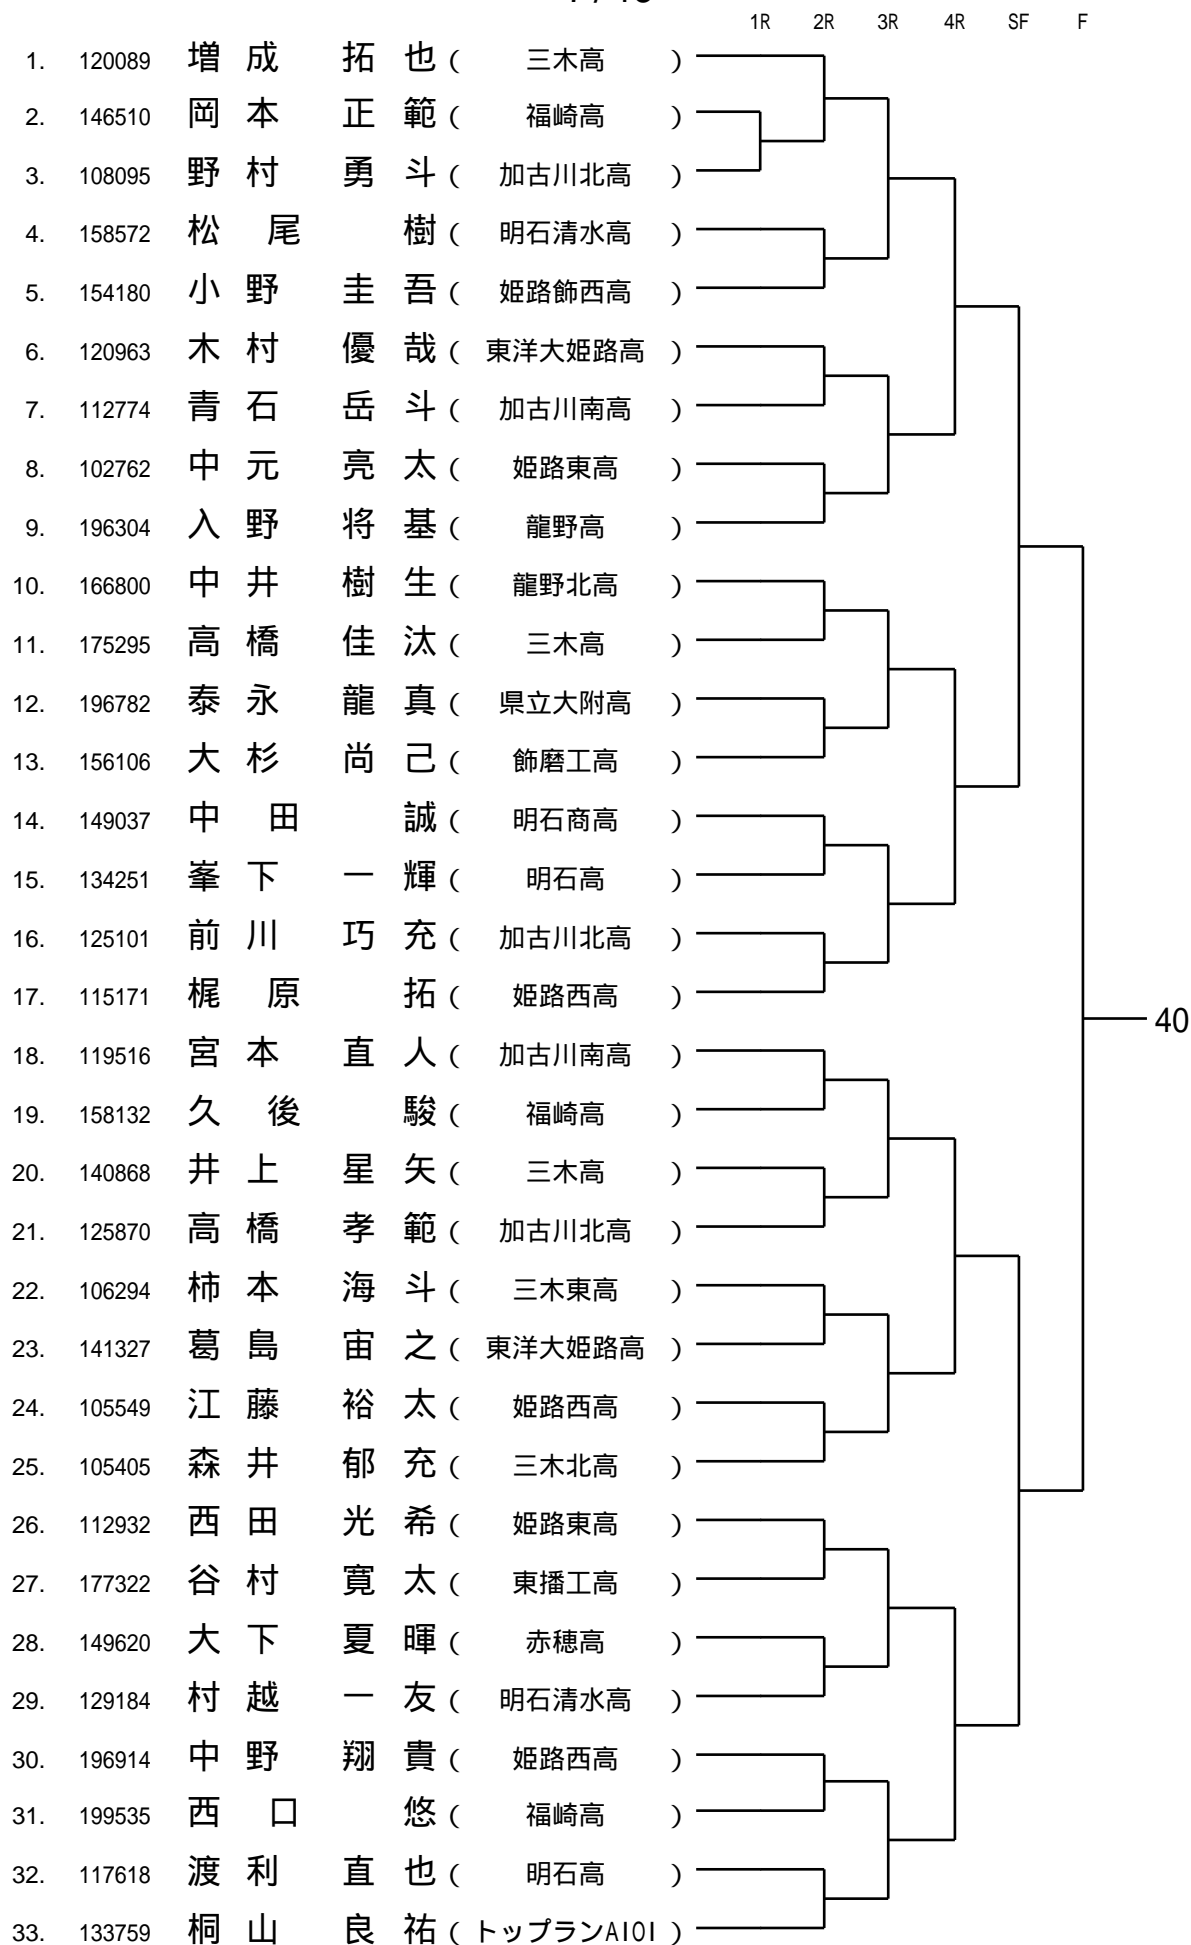 1R 2R 3R 4R SF F
1. 120089 増成 拓也 ( 三木高 )
2. 146510 岡本 正範 ( 福崎高 )
3. 108095 野村 勇斗 ( 加古川北高 )
4. 158572 松尾 樹 ( 明石清水高 )
5. 154180 小野 圭吾 ( 姫路飾西高 )
6. 120963 木村 優哉 ( 東洋大姫路高 )
7. 112774 青石 岳斗 ( 加古川南高 )
8. 102762 中元 亮太 ( 姫路東高 )
9. 196304 入野 将基 ( 龍野高 )
10. 166800 中井 樹生 ( 龍野北高 )
11. 175295 高橋 佳汰 ( 三木高 )
12. 196782 泰永 龍真 ( 県立大附高 )
13. 156106 大杉 尚己 ( 飾磨工高 )
14. 149037 中田 誠 ( 明石商高 )
15. 134251 峯下 一輝 ( 明石高 )
16. 125101 前川 巧充 ( 加古川北高 )
17. 115171 梶原 拓 ( 姫路西高 )
40
18. 119516 宮本 直人 ( 加古川南高 )
19. 158132 久後 駿 ( 福崎高 )
20. 140868 井上 星矢 ( 三木高 )
21. 125870 高橋 孝範 ( 加古川北高 )
22. 106294 柿本 海斗 ( 三木東高 )
23. 141327 葛島 宙之 ( 東洋大姫路高 )
24. 105549 江藤 裕太 ( 姫路西高 )
25. 105405 森井 郁充 ( 三木北高 )
26. 112932 西田 光希 ( 姫路東高 )
27. 177322 谷村 寛太 ( 東播工高 )
28. 149620 大下 夏暉 ( 赤穂高 )
29. 129184 村越 一友 ( 明石清水高 )
30. 196914 中野 翔貴 ( 姫路西高 )
31. 199535 西口 悠 ( 福崎高 )
32. 117618 渡利 直也 ( 明石高 )
33. 133759 桐山 良祐 ( トップランAIOI )